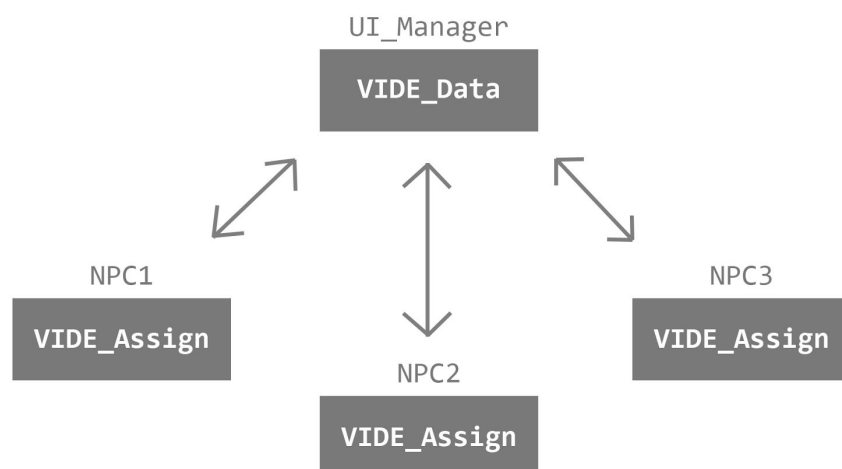 UI_Manager
VIDE_Data
NPC1
VIDE_Assign
NPC3
VIDE_Assign
NPC2
VIDE_Assign